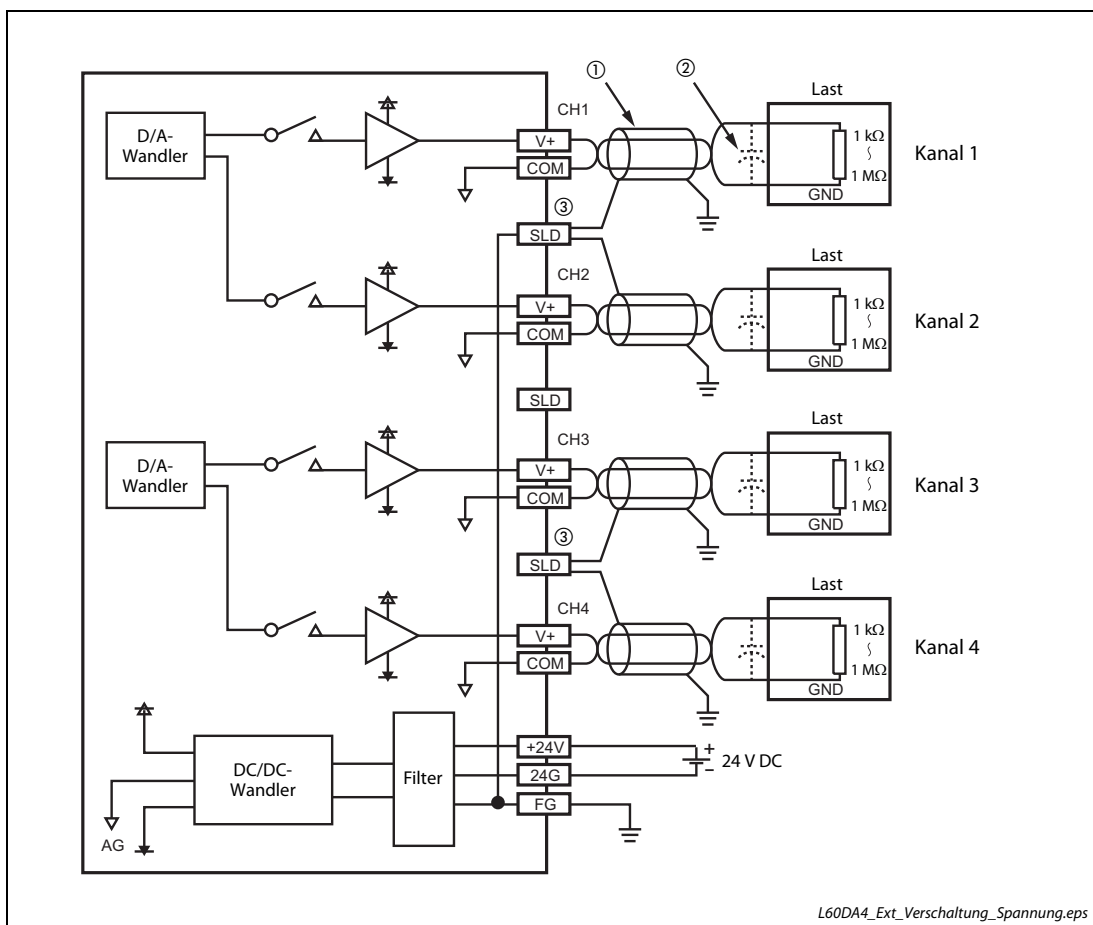 ①
②
Last
D/A-
Wandler
CH1
V+
COM
1 kΩ
1 MΩ
GND
Kanal 1
③
SLD
CH2
Last
V+
COM
1 kΩ
1 MΩ
GND
Kanal 2
SLD
D/A-
Wandler
CH3
Last
V+
COM
1 kΩ
1 MΩ
GND
Kanal 3
③
SLD
CH4
Last
V+
COM
1 kΩ
1 MΩ
GND
Kanal 4
DC/DC-
Wandler
Filter
+24V
24G
FG
+
−
24 V DC
AG
L60DA4_Ext_Verschaltung_Spannung.eps